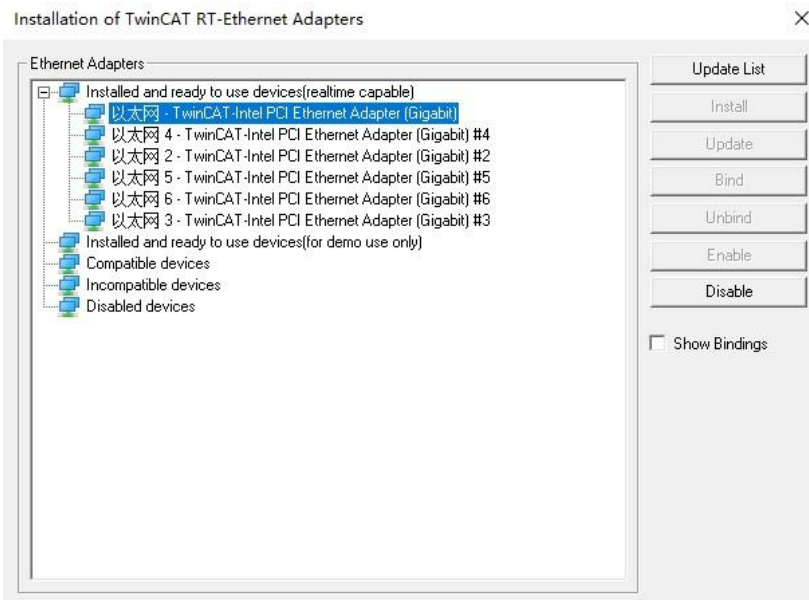 Installation of TwinCAT RT-Ethernet Adapters
Ethernet Adapters
Installed and ready to use devices(realtime capable)
以太网 - TwinCAT-Intel PCI Ethernet Adapter (Gigabit)
以太网 4 - TwinCAT-Intel PCI Ethernet Adapter (Gigabit) #4
以太网 2 - TwinCAT-Intel PCI Ethernet Adapter (Gigabit) #2
以太网 5 - TwinCAT-Intel PCI Ethernet Adapter (Gigabit) #5
以太网 6 - TwinCAT-Intel PCI Ethernet Adapter (Gigabit) #6
以太网 3 - TwinCAT-Intel PCI Ethernet Adapter (Gigabit) #3
Installed and ready to use devices(for demo use only)
Compatible devices
Incompatible devices
Disabled devices
Update List
Install
Update
Bind
Unbind
Enable
Disable
Show Bindings